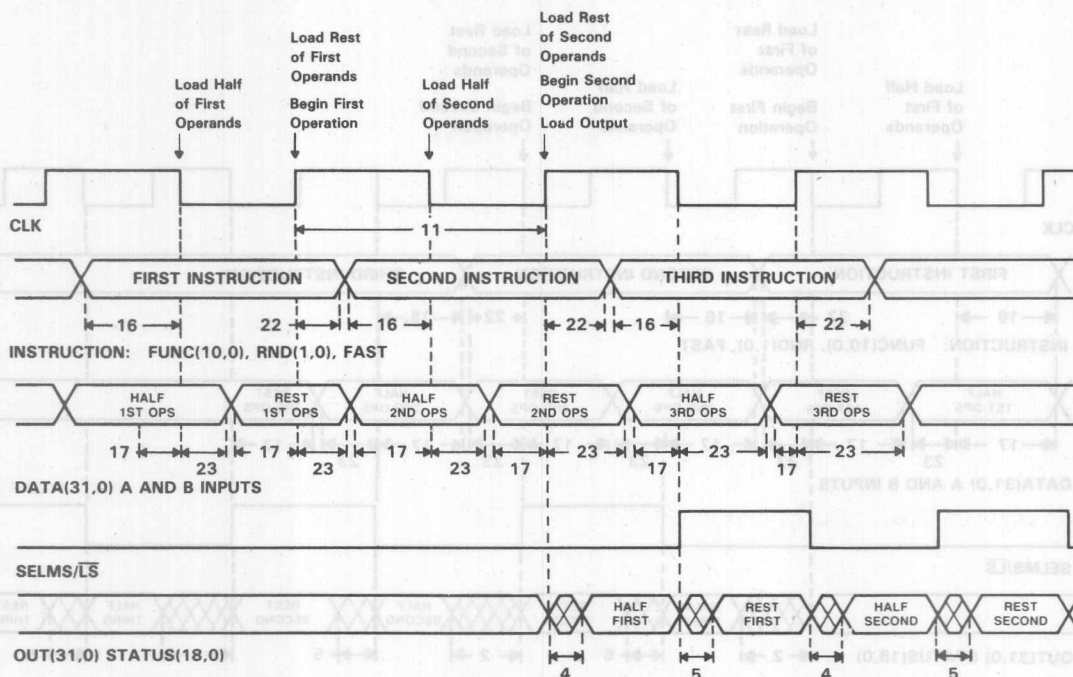 Load Half
of First
Operands
Load Rest
of First
Operands
Begin First
Operation
Load Half
of Second
Operands
Load Output
of Second
Operands
Begin Second
Operation
Load Output
CLK
11
FIRST INSTRUCTION
SECOND INSTRUCTION
THIRD INSTRUCTION
16
22
16
22
16
22
INSTRUCTION: FUNC(10,0), RND(1,0), FAST
HALF
1ST OPS
REST
1ST OPS
HALF
2ND OPS
REST
2ND OPS
HALF
3RD OPS
REST
3RD OPS
17
23
17
23
17
23
17
23
17
23
17
23
DATA(31,0) A AND B INPUTS
SELMS/L̅S̅
HALF
FIRST
REST
FIRST
HALF
SECOND
REST
SECOND
OUT(31,0) STATUS(18,0)
4
5
4
5